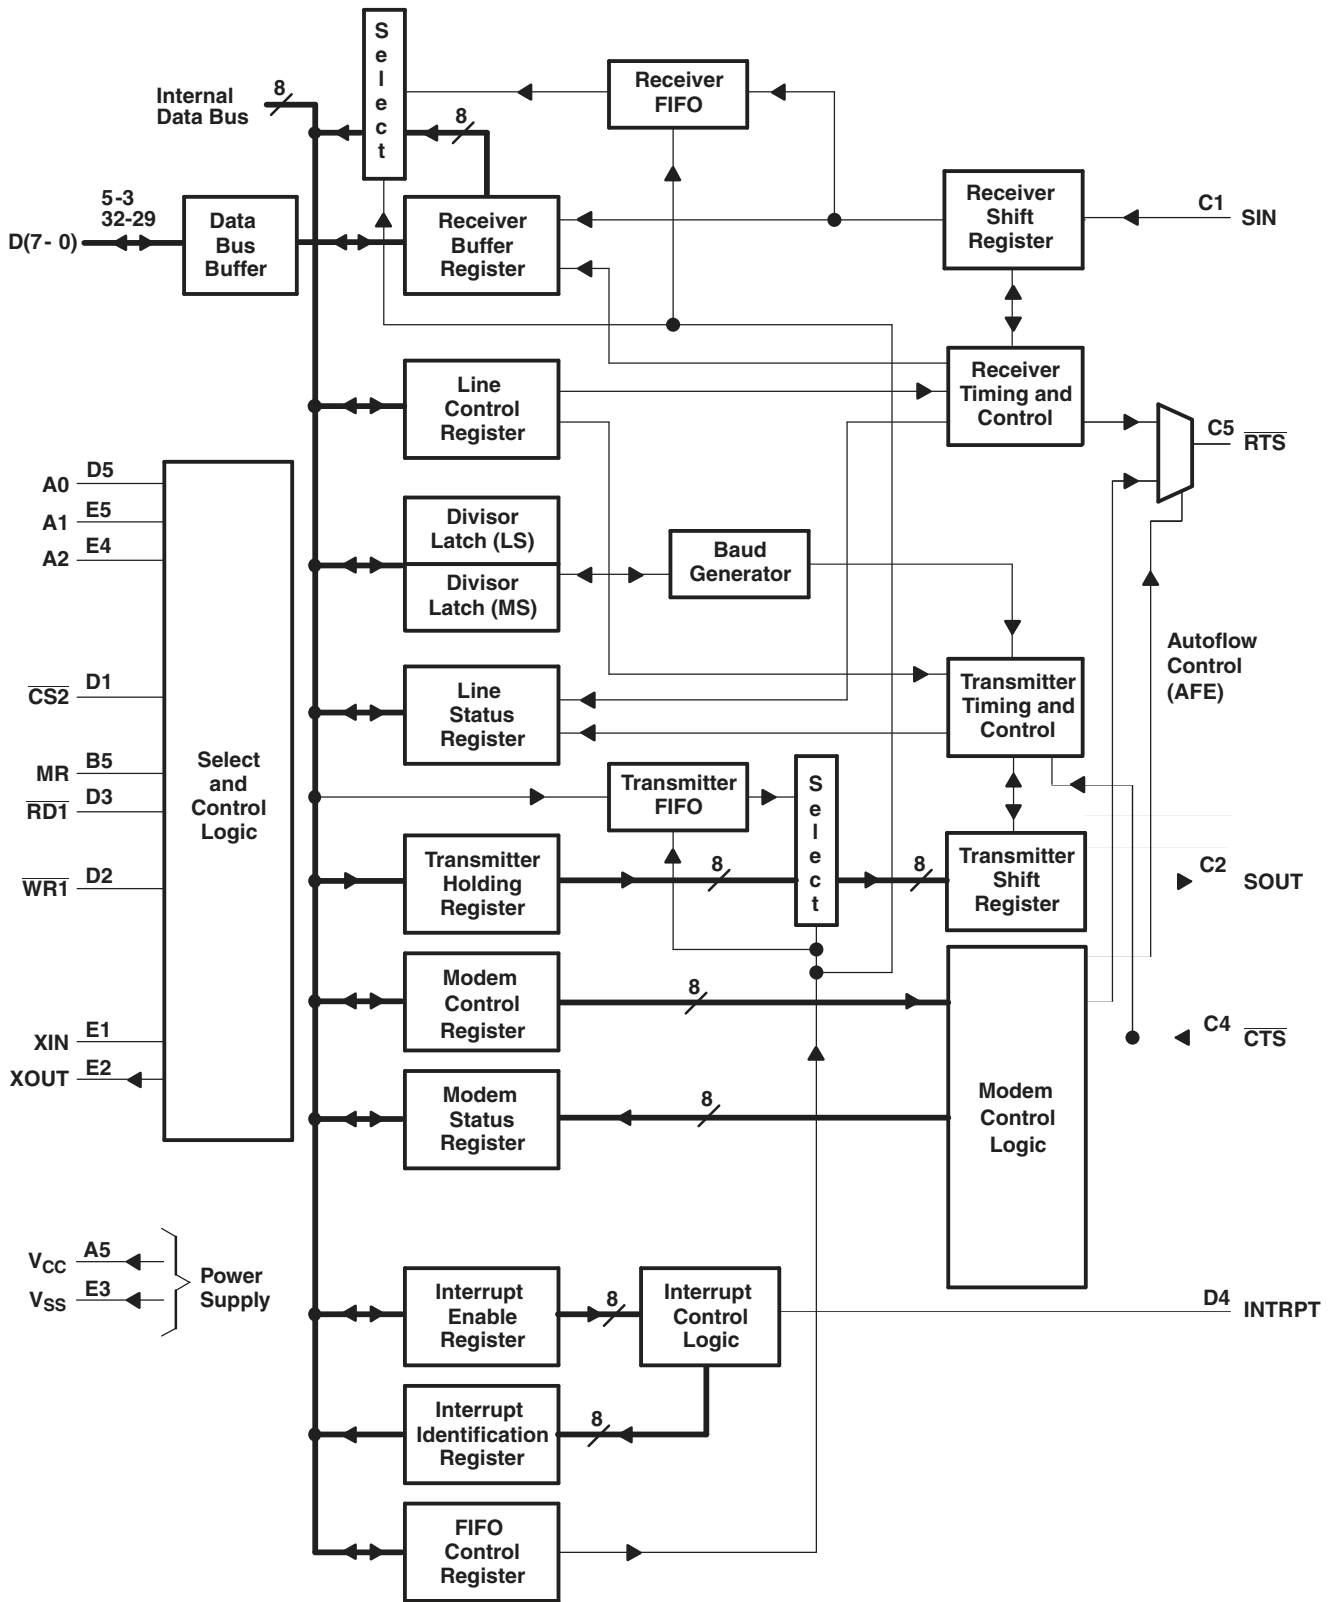 S
e
l
e
c
t
Internal
Data Bus
8
8
Receiver
FIFO
5-3
32-29
D(7- 0)
Data
Bus
Buffer
Receiver
Buffer
Register
Receiver
Shift
Register
C1
SIN
Line
Control
Register
Receiver
Timing and
Control
C5
RTS
A0
D5
A1
E5
A2
E4
Divisor
Latch (LS)
Divisor
Latch (MS)
Baud
Generator
Autoflow
Control
(AFE)
CS2
D1
Line
Status
Register
Transmitter
Timing and
Control
MR
B5
RD1
D3
WR1
D2
Select
and
Control
Logic
Transmitter
FIFO
S
e
l
e
c
t
Transmitter
Holding
Register
8
8
Transmitter
Shift
Register
C2
SOUT
Modem
Control
Register
8
XIN
E1
XOUT
E2
C4
CTS
Modem
Status
Register
8
Modem
Control
Logic
VCC
A5
VSS
E3
Power
Supply
Interrupt
Enable
Register
8
Interrupt
Control
Logic
D4
INTRPT
Interrupt
Identification
Register
8
FIFO
Control
Register